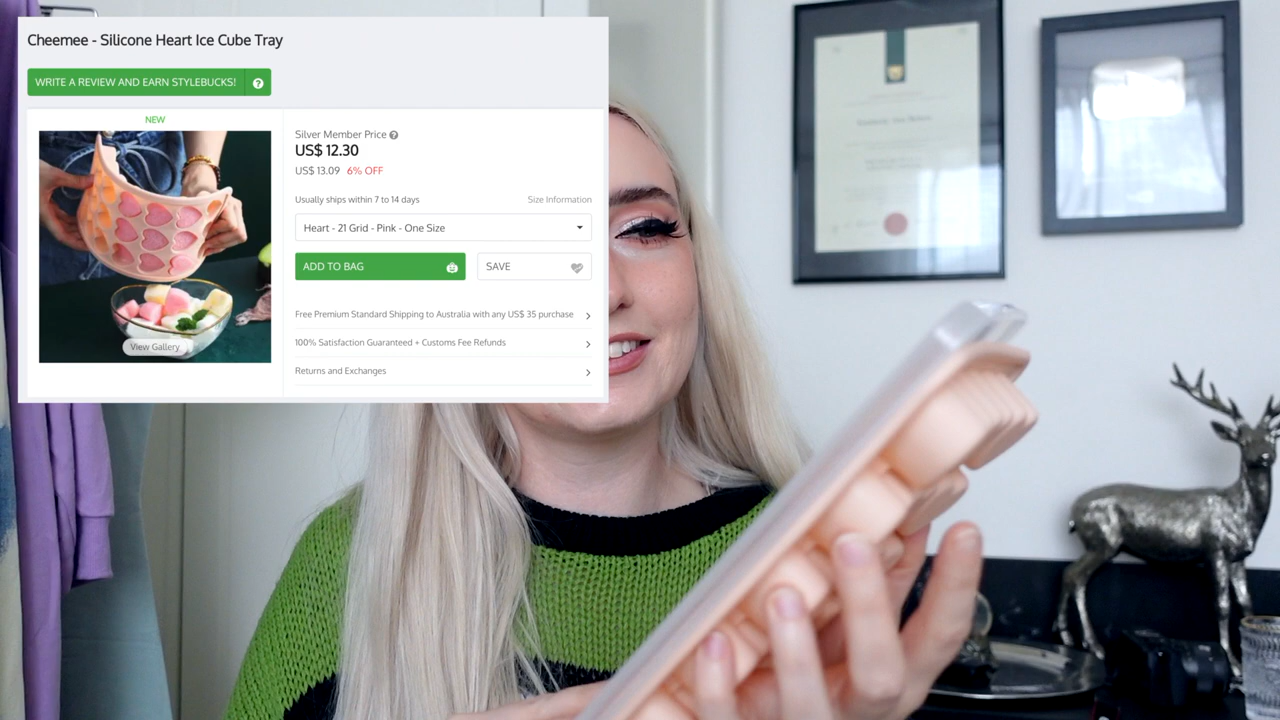 Cheemee - Silicone Heart Ice Cube Tray
WRITE A REVIEW AND EARN STYLEBUCKS! ?
NEW
View Gallery
Silver Member Price ?
US$ 12.30
US$ 13.09 6% OFF
Usually ships within 7 to 14 days Size Information
Heart - 21 Grid - Pink - One Size
ADD TO BAG SAVE
Free Premium Standard Shipping to Australia with any US$ 35 purchase
100% Satisfaction Guaranteed + Customs Fee Refunds
Returns and Exchanges